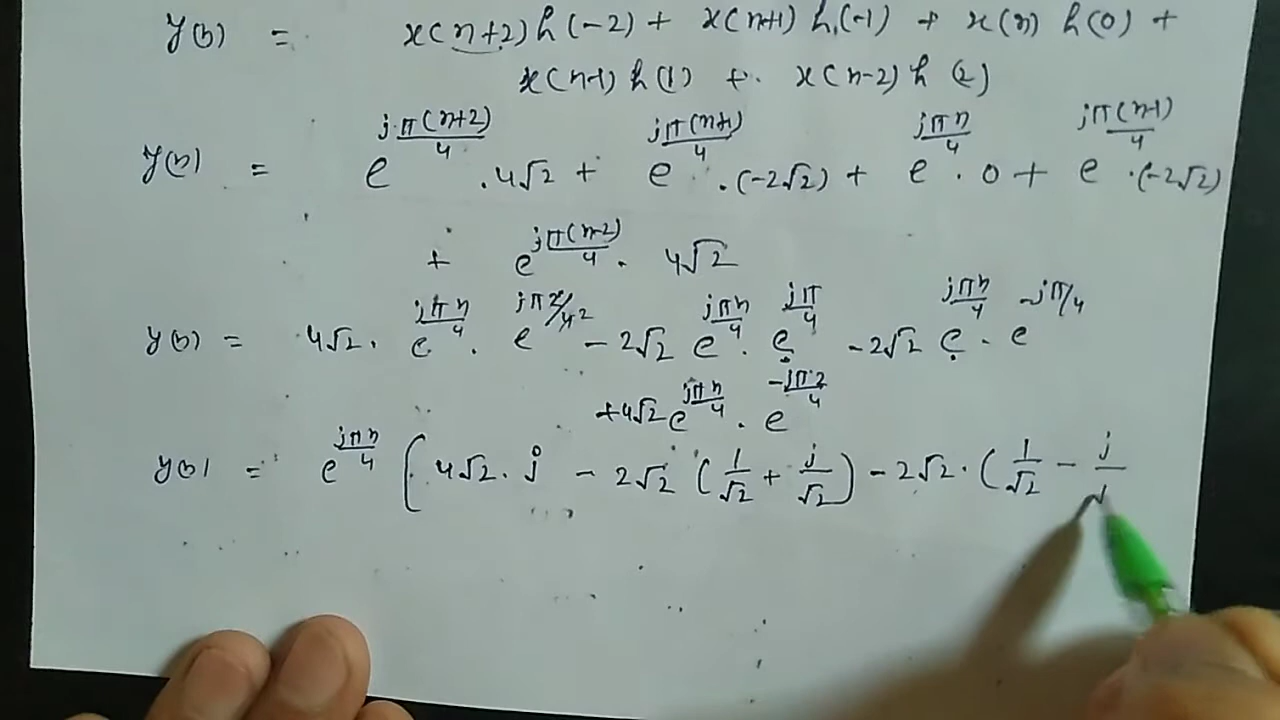 y(n) = x(n+2) h(-2) + x(n+1) h(-1) + x(n) h(0) +
x(n-1) h(1) + x(n-2) h(2)
y(n) = e^{jπ(n+2)/4} . 4√2 + e^{jπ(n+1)/4} . (-2√2) + e^{jπn/4} . 0 + e^{jπ(n-1)/4} . (-2√2)
+ e^{jπ(n-2)/4} . 4√2
y(n) = 4√2 . e^{jπn/4} . e^{jπ2/42} - 2√2 e^{jπn/4} . e^{jπ/4} - 2√2 e^{jπn/4} . e^{-jπ/4}
+4√2 e^{jπn/4} . e^{-jπ2/4}
y(n) = e^{jπn/4} [ 4√2 . j - 2√2 (1/√2 + j/√2) - 2√2 . (1/√2 - j/